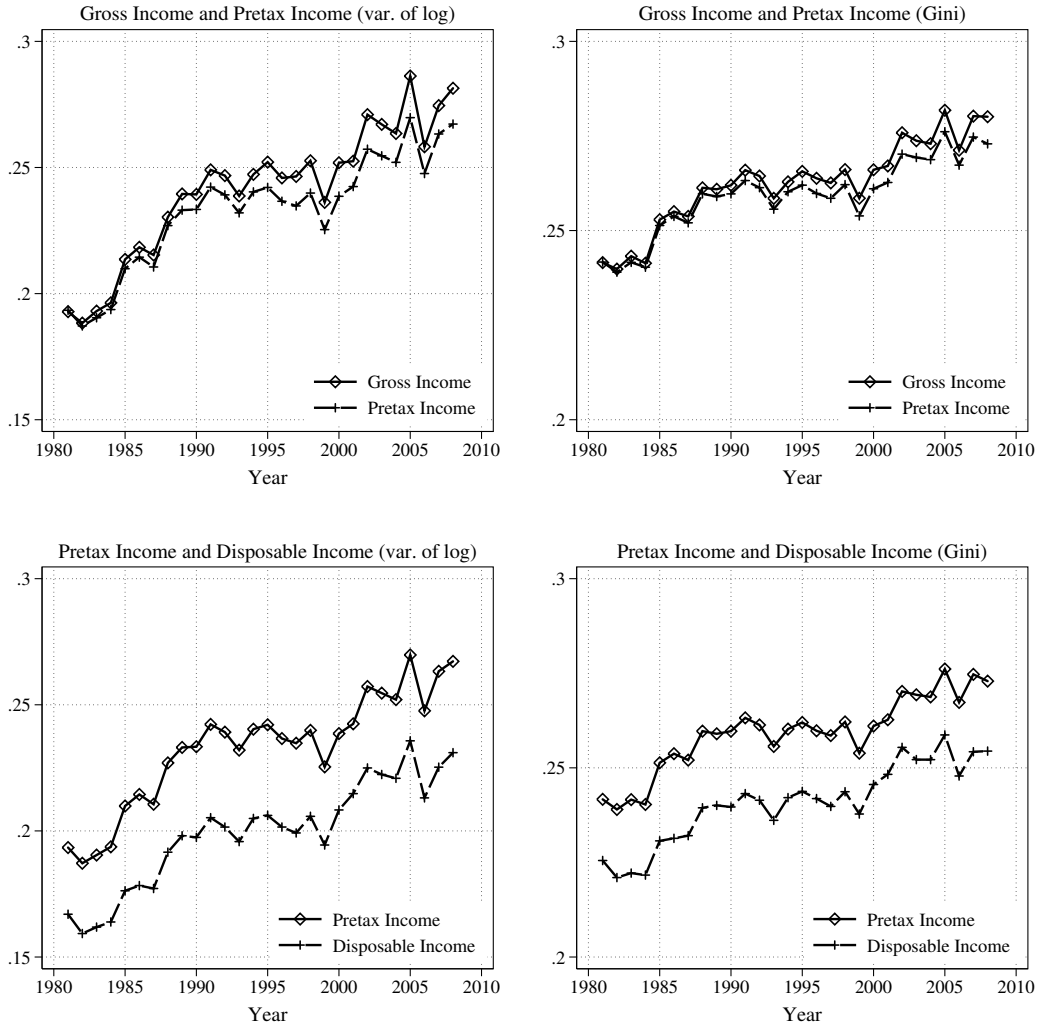 Gross Income and Pretax Income (var. of log)
.3
.25
.2
.15
Gross Income
Pretax Income
1980 1985 1990 1995 2000 2005 2010
Year
Gross Income and Pretax Income (Gini)
.3
.25
.2
Gross Income
Pretax Income
1980 1985 1990 1995 2000 2005 2010
Year
Pretax Income and Disposable Income (var. of log)
.3
.25
.2
.15
Pretax Income
Disposable Income
1980 1985 1990 1995 2000 2005 2010
Year
Pretax Income and Disposable Income (Gini)
.3
.25
.2
Pretax Income
Disposable Income
1980 1985 1990 1995 2000 2005 2010
Year